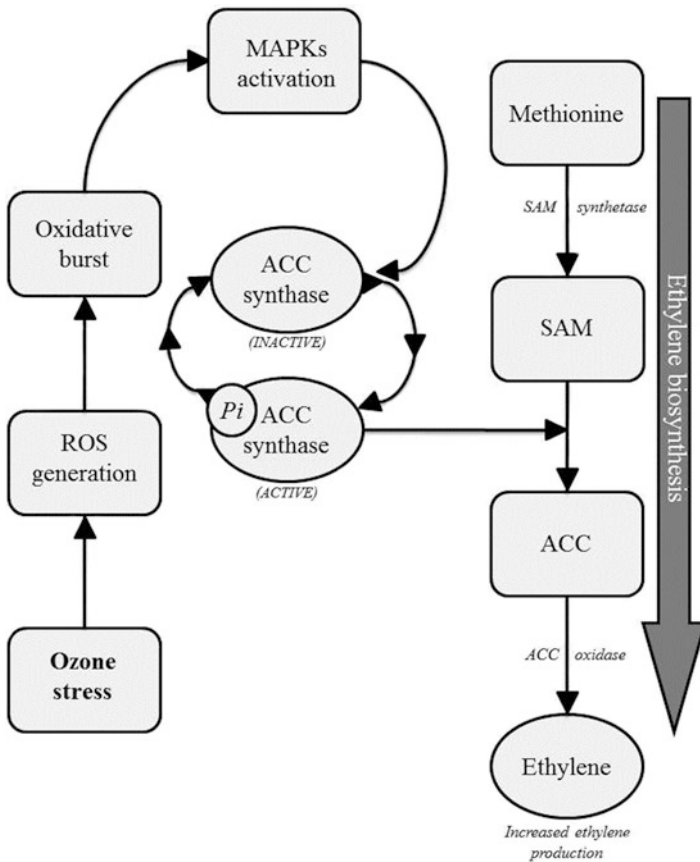 MAPKs
activation
Methionine
SAM synthetase
Oxidative
burst
ACC
synthase
(INACTIVE)
SAM
Pi
ACC
synthase
(ACTIVE)
ROS
generation
ACC
Ethylene biosynthesis
Ozone
stress
ACC oxidase
Ethylene
Increased ethylene
production